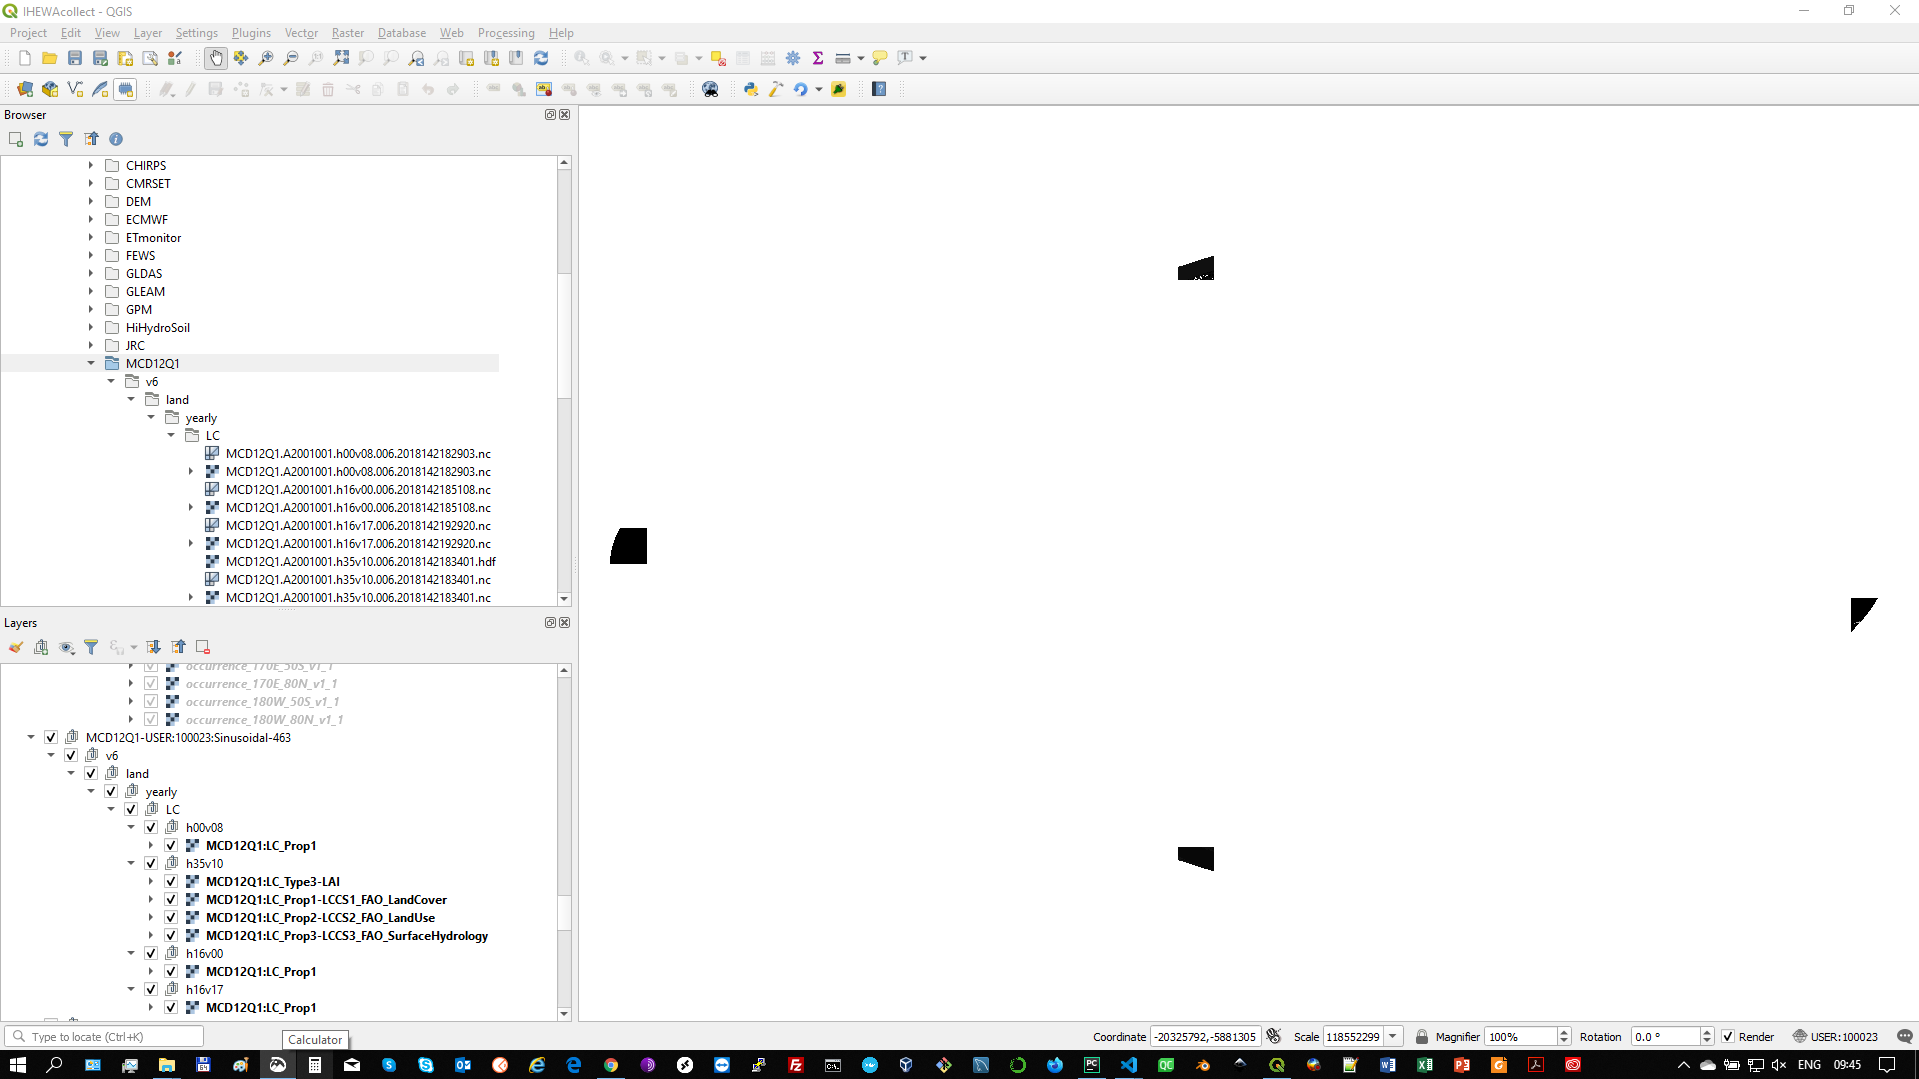 IHEWAcollect - QGIS
Project Edit View Layer Settings Plugins Vector Raster Database Web Processing Help
Browser
CHIRPS
CMRSET
DEM
ECMWF
ETmonitor
FEWS
GLDAS
GLEAM
GPM
HiHydroSoil
JRC
MCD12Q1
v6
land
yearly
LC
MCD12Q1.A2001001.h00v08.006.2018142182903.nc
MCD12Q1.A2001001.h00v08.006.2018142182903.nc
MCD12Q1.A2001001.h16v00.006.2018142185108.nc
MCD12Q1.A2001001.h16v00.006.2018142185108.nc
MCD12Q1.A2001001.h16v17.006.2018142192920.nc
MCD12Q1.A2001001.h16v17.006.2018142192920.nc
MCD12Q1.A2001001.h35v10.006.2018142183401.hdf
MCD12Q1.A2001001.h35v10.006.2018142183401.nc
MCD12Q1.A2001001.h35v10.006.2018142183401.nc
Layers
occurrence_170E_50S_v1_1
occurrence_170E_80N_v1_1
occurrence_180W_50S_v1_1
occurrence_180W_80N_v1_1
MCD12Q1-USER:100023:Sinusoidal-463
v6
land
yearly
LC
h00v08
MCD12Q1:LC_Prop1
h35v10
MCD12Q1:LC_Type3-LAI
MCD12Q1:LC_Prop1-LCCS1_FAO_LandCover
MCD12Q1:LC_Prop2-LCCS2_FAO_LandUse
MCD12Q1:LC_Prop3-LCCS3_FAO_SurfaceHydrology
h16v00
MCD12Q1:LC_Prop1
h16v17
MCD12Q1:LC_Prop1
Type to locate (Ctrl+K)
Calculator
Coordinate -20325792,-5881305 Scale 118552299 Magnifier 100% Rotation 0.0 ° Render USER:100023
ENG 09:45